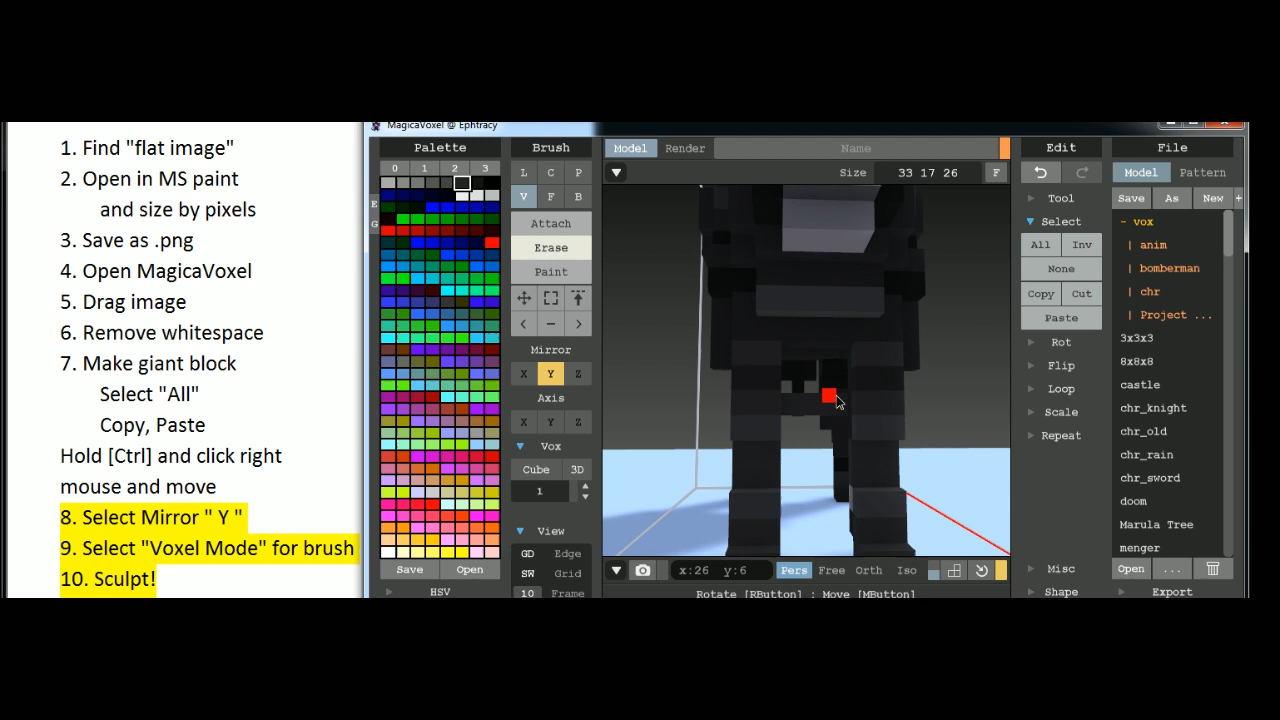 1. Find "flat image"
2. Open in MS paint
and size by pixels
3. Save as .png
4. Open MagicaVoxel
5. Drag image
6. Remove whitespace
7. Make giant block
Select "All"
Copy, Paste
Hold [Ctrl] and click right
mouse and move
8. Select Mirror " Y "
9. Select "Voxel Mode" for brush
10. Sculpt!
MagicaVoxel @ Ephtracy
Palette
0 1 2 3
E
G
Save Open
HSV
Brush
L C P
V F B
Attach
Erase
Paint
< - >
Mirror
X Y Z
Axis
X Y Z
Vox
Cube 3D
1
View
GD Edge
SW Grid
10 Frame
Model Render Name
Size 33 17 26 F
x:26 y:6 Pers Free Orth Iso
Rotate [RButton] : Move [MButton]
Edit
Tool
Select
All Inv
None
Copy Cut
Paste
Rot
Flip
Loop
Scale
Repeat
Misc
Shape
File
Model Pattern
Save As New +
- vox
| anim
| bomberman
| chr
| Project ...
3x3x3
8x8x8
castle
chr_knight
chr_old
chr_rain
chr_sword
doom
Marula Tree
menger
Open ...
Export